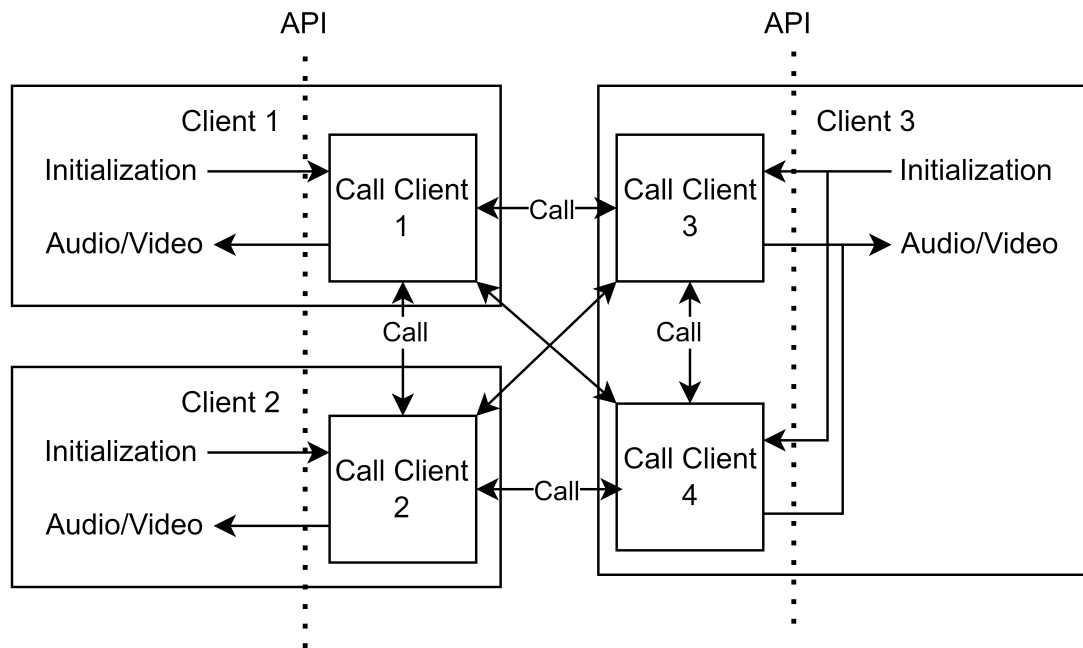 API
API
Client 1
Client 3
Initialization
Call Client
1
Call
Call Client
3
Initialization
Audio/Video
Audio/Video
Call
Call
Client 2
Initialization
Call Client
2
Call
Call Client
4
Audio/Video